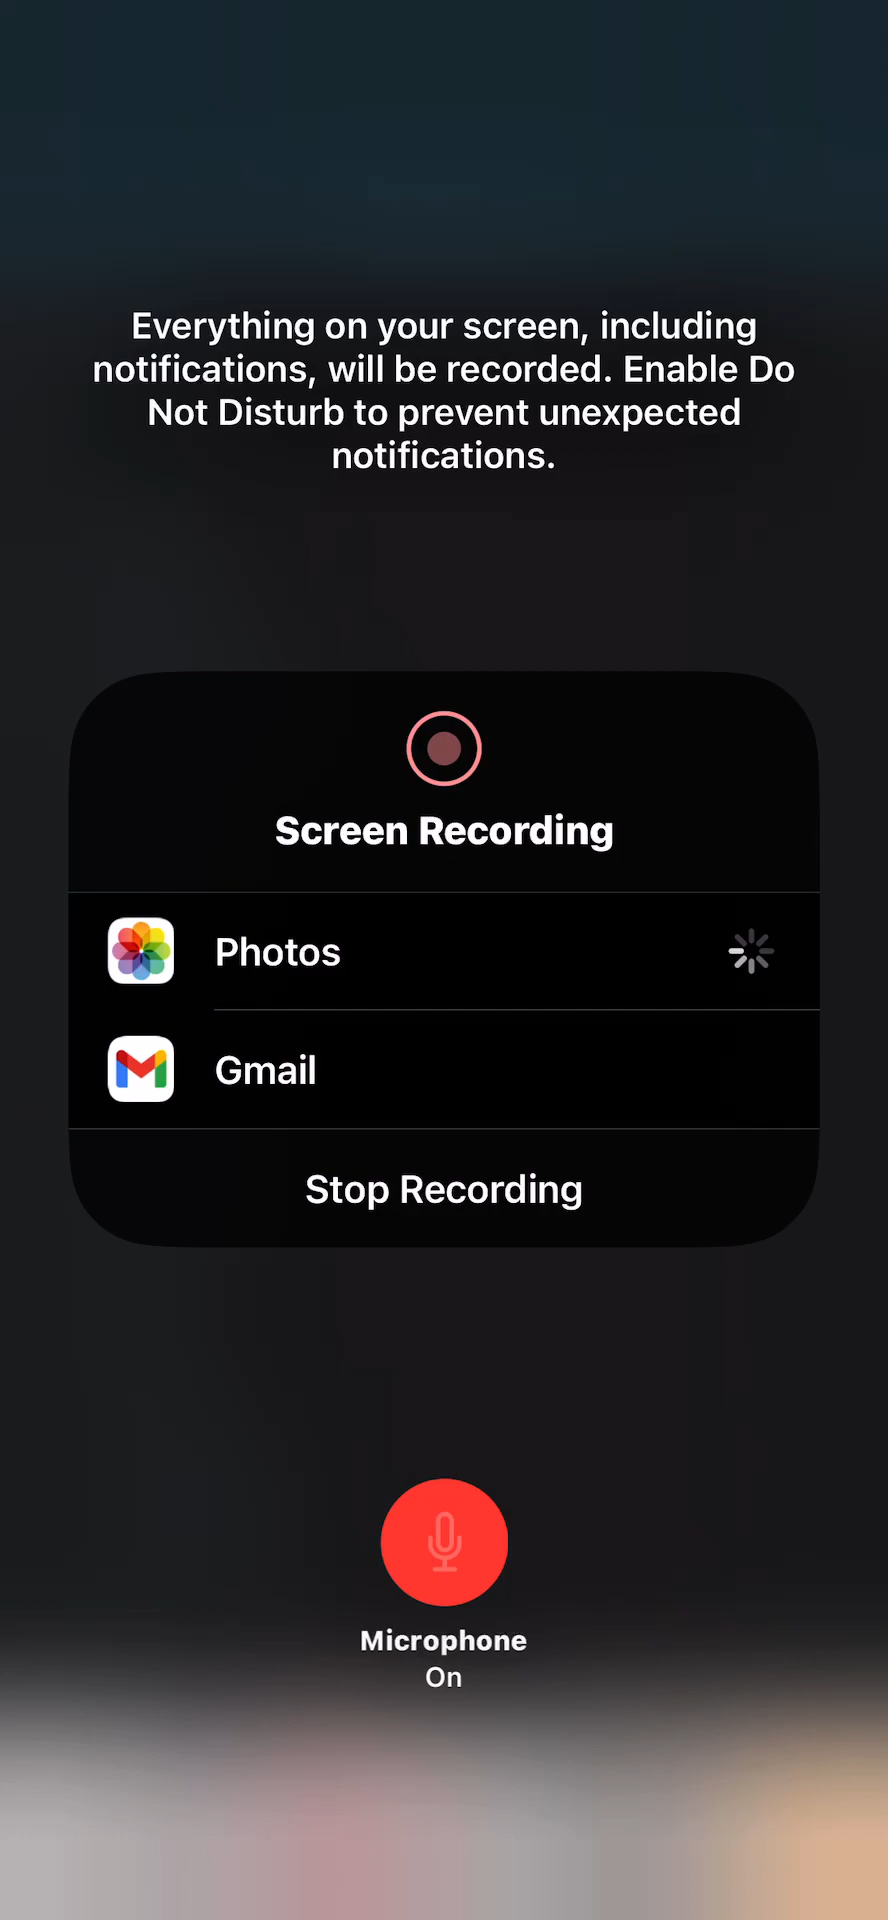 Everything on your screen, including
notifications, will be recorded. Enable Do
Not Disturb to prevent unexpected
notifications.
Screen Recording
Photos
Gmail
Stop Recording
Microphone
On